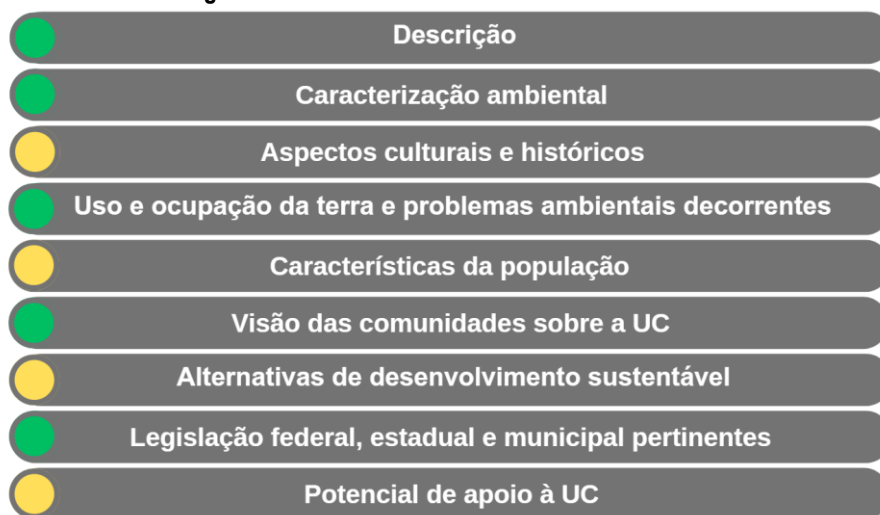 Descrição
Caracterização ambiental
Aspectos culturais e históricos
Uso e ocupação da terra e problemas ambientais decorrentes
Características da população
Visão das comunidades sobre a UC
Alternativas de desenvolvimento sustentável
Legislação federal, estadual e municipal pertinentes
Potencial de apoio à UC